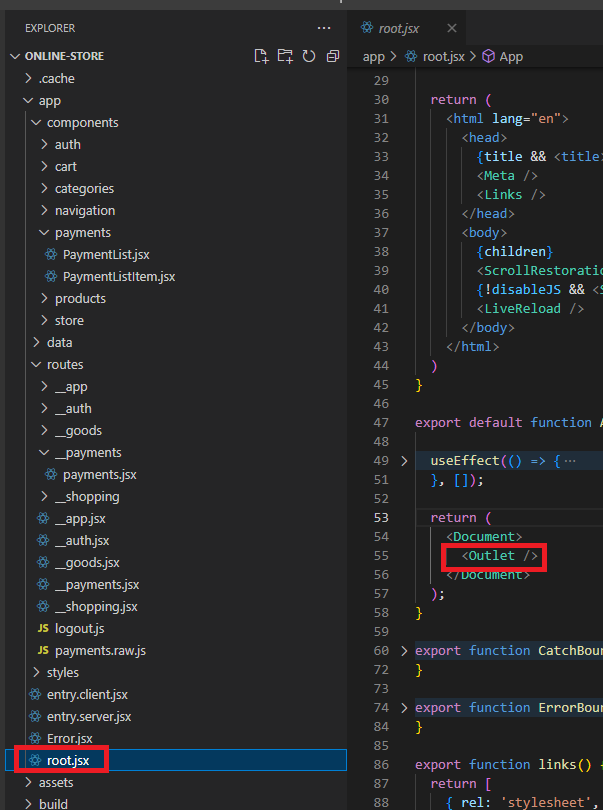 EXPLORER
ONLINE-STORE
.cache
app
components
auth
cart
categories
navigation
payments
PaymentList.jsx
PaymentListItem.jsx
products
store
data
routes
__app
__auth
__goods
__payments
payments.jsx
__shopping
__app.jsx
__auth.jsx
__goods.jsx
__payments.jsx
__shopping.jsx
JS logout.js
JS payments.raw.js
styles
entry.client.jsx
entry.server.jsx
Error.jsx
root.jsx
assets
build
root.jsx
app > root.jsx > App
29
30 return (
31 <html lang="en">
32 <head>
33 {title && <title>
34 <Meta />
35 <Links />
36 </head>
37 <body>
38 {children}
39 <ScrollRestoratio
40 {!disableJS && <S
41 <LiveReload />
42 </body>
43 </html>
44 )
45 }
46
47 export default function A
48
49 useEffect(() => { ⋯
51 }, []);
52
53 return (
54 <Document>
55 <Outlet />
56 </Document>
57 );
58 }
59
60 export function CatchBoun
72 }
73
74 export function ErrorBoun
84 }
85
86 export function links() {
87 return [
88 { rel: 'stylesheet',